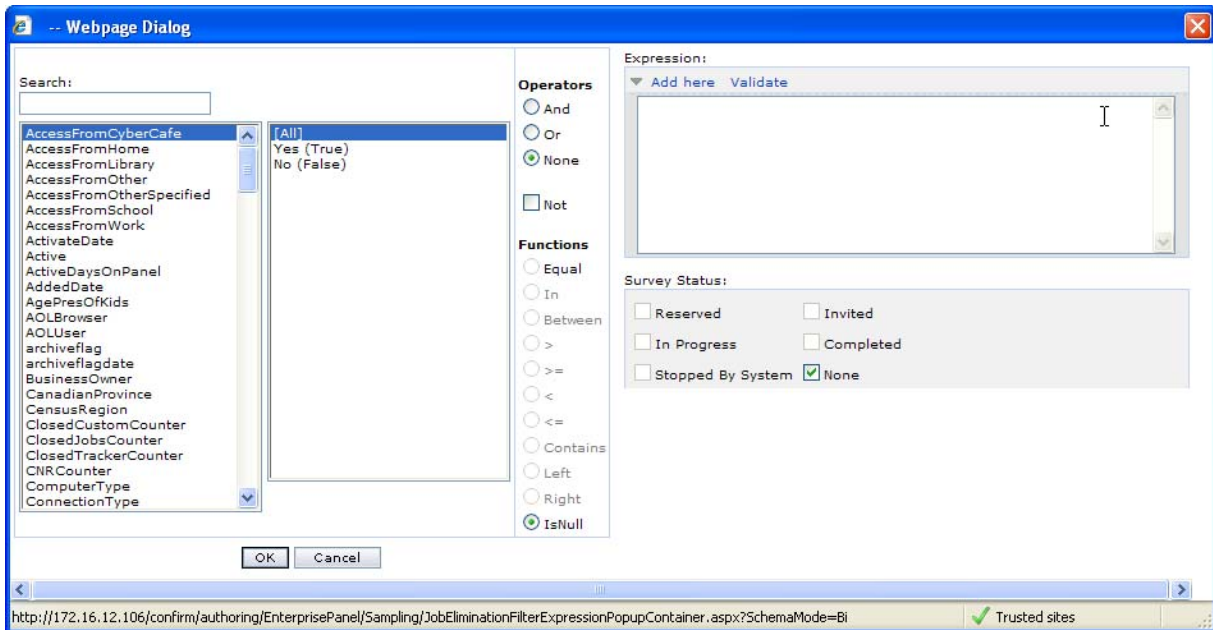 -- Webpage Dialog
Search:
AccessFromCyberCafe
AccessFromHome
AccessFromLibrary
AccessFromOther
AccessFromOtherSpecified
AccessFromSchool
AccessFromWork
ActivateDate
Active
ActiveDaysOnPanel
AddedDate
AgePresOfKids
AOLBrowser
AOLUser
archiveflag
archiveflagdate
BusinessOwner
CanadianProvince
CensusRegion
ClosedCustomCounter
ClosedJobsCounter
ClosedTrackerCounter
CNRCounter
ComputerType
ConnectionType
[All]
Yes (True)
No (False)
Operators
And
Or
None
Not
Functions
Equal
In
Between
>
>=
<
<=
Contains
Left
Right
IsNull
Expression:
Add here Validate
Survey Status:
Reserved Invited
In Progress Completed
Stopped By System None
OK Cancel
http://172.16.12.106/confirm/authoring/EnterprisePanel/Sampling/JobEliminationFilterExpressionPopupContainer.aspx?SchemaMode=Bi Trusted sites